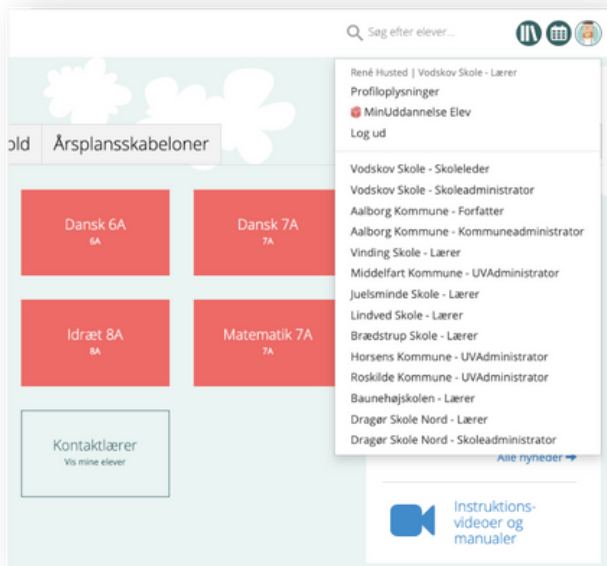 Søg efter elever...
René Husted | Vodskov Skole - Lærer
Profiloplysninger
MinUddannelse Elev
Log ud
Vodskov Skole - Skoleleder
Vodskov Skole - Skoleadministrator
Aalborg Kommune - Forfatter
Aalborg Kommune - Kommuneadministrator
Vinding Skole - Lærer
Middelfart Kommune - UVAdministrator
Juelsminde Skole - Lærer
Lindved Skole - Lærer
Brædstrup Skole - Lærer
Horsens Kommune - UVAdministrator
Roskilde Kommune - UVAdministrator
Baunehøjskolen - Lærer
Dragør Skole Nord - Lærer
Dragør Skole Nord - Skoleadministrator
old
Årsplansskabeloner
Dansk 6A
6A
Dansk 7A
7A
Idræt 8A
8A
Matematik 7A
7A
Kontaktlærer
Vis mine elever
Alle nyheder →
Instruktions-
videoer og
manualer